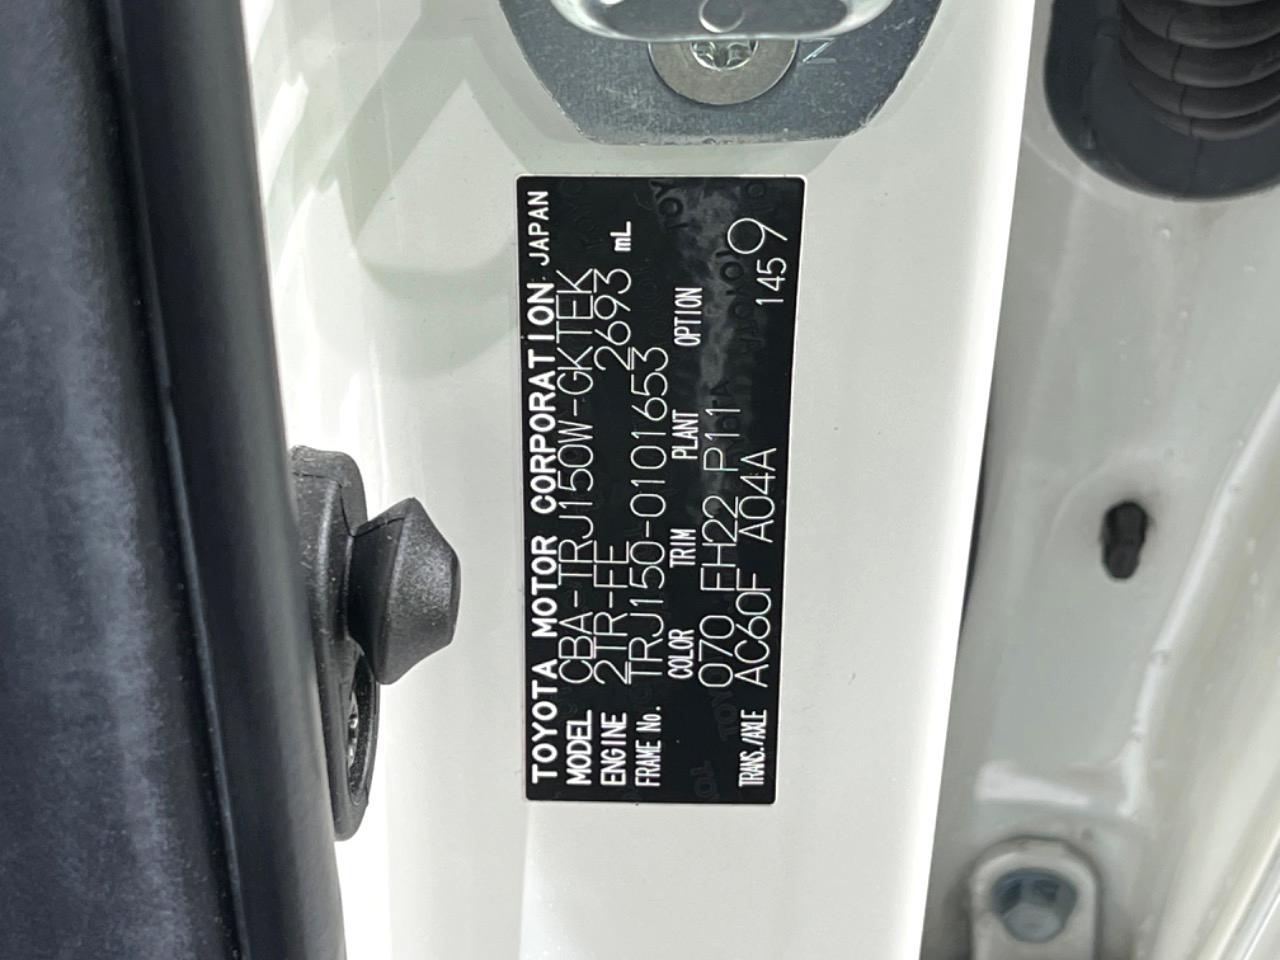 TOYOTA MOTOR CORPORATION JAPAN
MODEL CBA-TRJ150W-GKTEK
ENGINE 2TR-FE 2693 mL
FRAME No. TRJ150-0101653
COLOR TRIM PLANT OPTION
070 FH22 P11
TRANS./AXLE AC60F A04A 1459